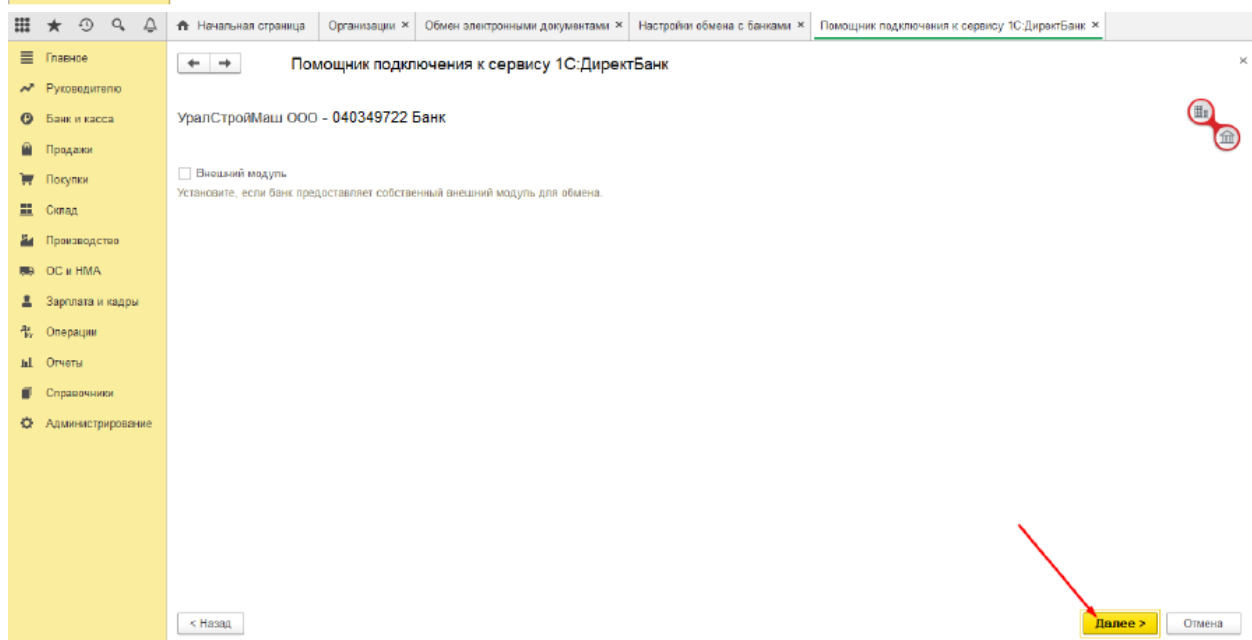 Начальная страница Организации × Обмен электронными документами × Настройки обмена с банками × Помощник подключения к сервису 1С:ДиректБанк ×
Главное
Руководителю
Банк и касса
Продажи
Покупки
Склад
Производство
ОС и НМА
Зарплата и кадры
Операции
Отчеты
Справочники
Администрирование
Помощник подключения к сервису 1С:ДиректБанк ×
УралСтройМаш ООО - 040349722 Банк
Внешний модуль
Установите, если банк предоставляет собственный внешний модуль для обмена.
< Назад Далее > Отмена